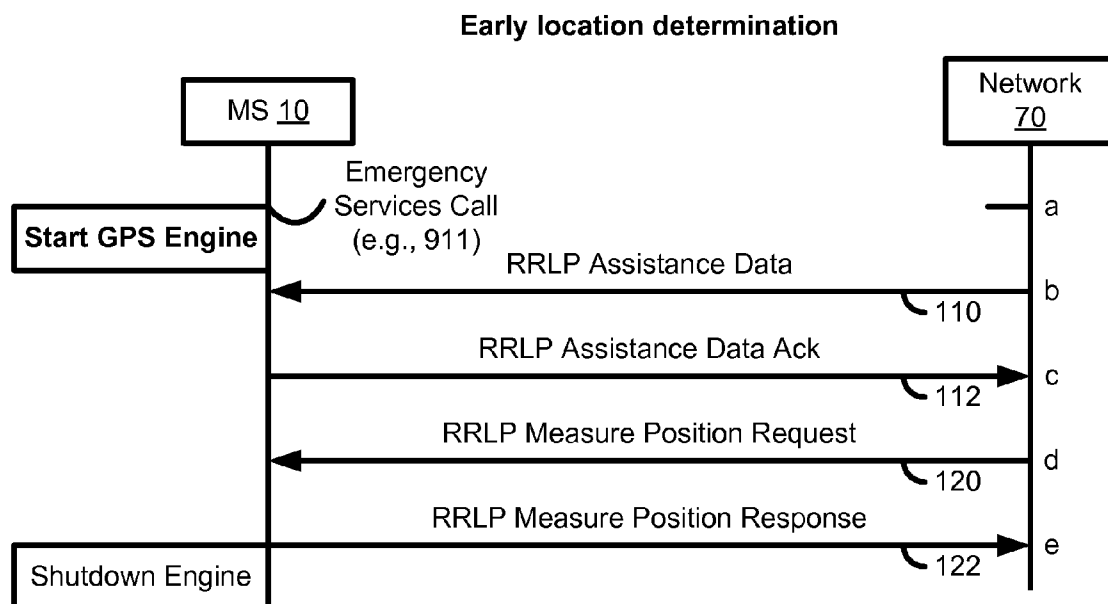 Early location determination
MS 10
Network
70
Emergency
Services Call
(e.g., 911)
a
Start GPS Engine
RRLP Assistance Data
b
110
RRLP Assistance Data Ack
c
112
RRLP Measure Position Request
d
120
RRLP Measure Position Response
e
122
Shutdown Engine